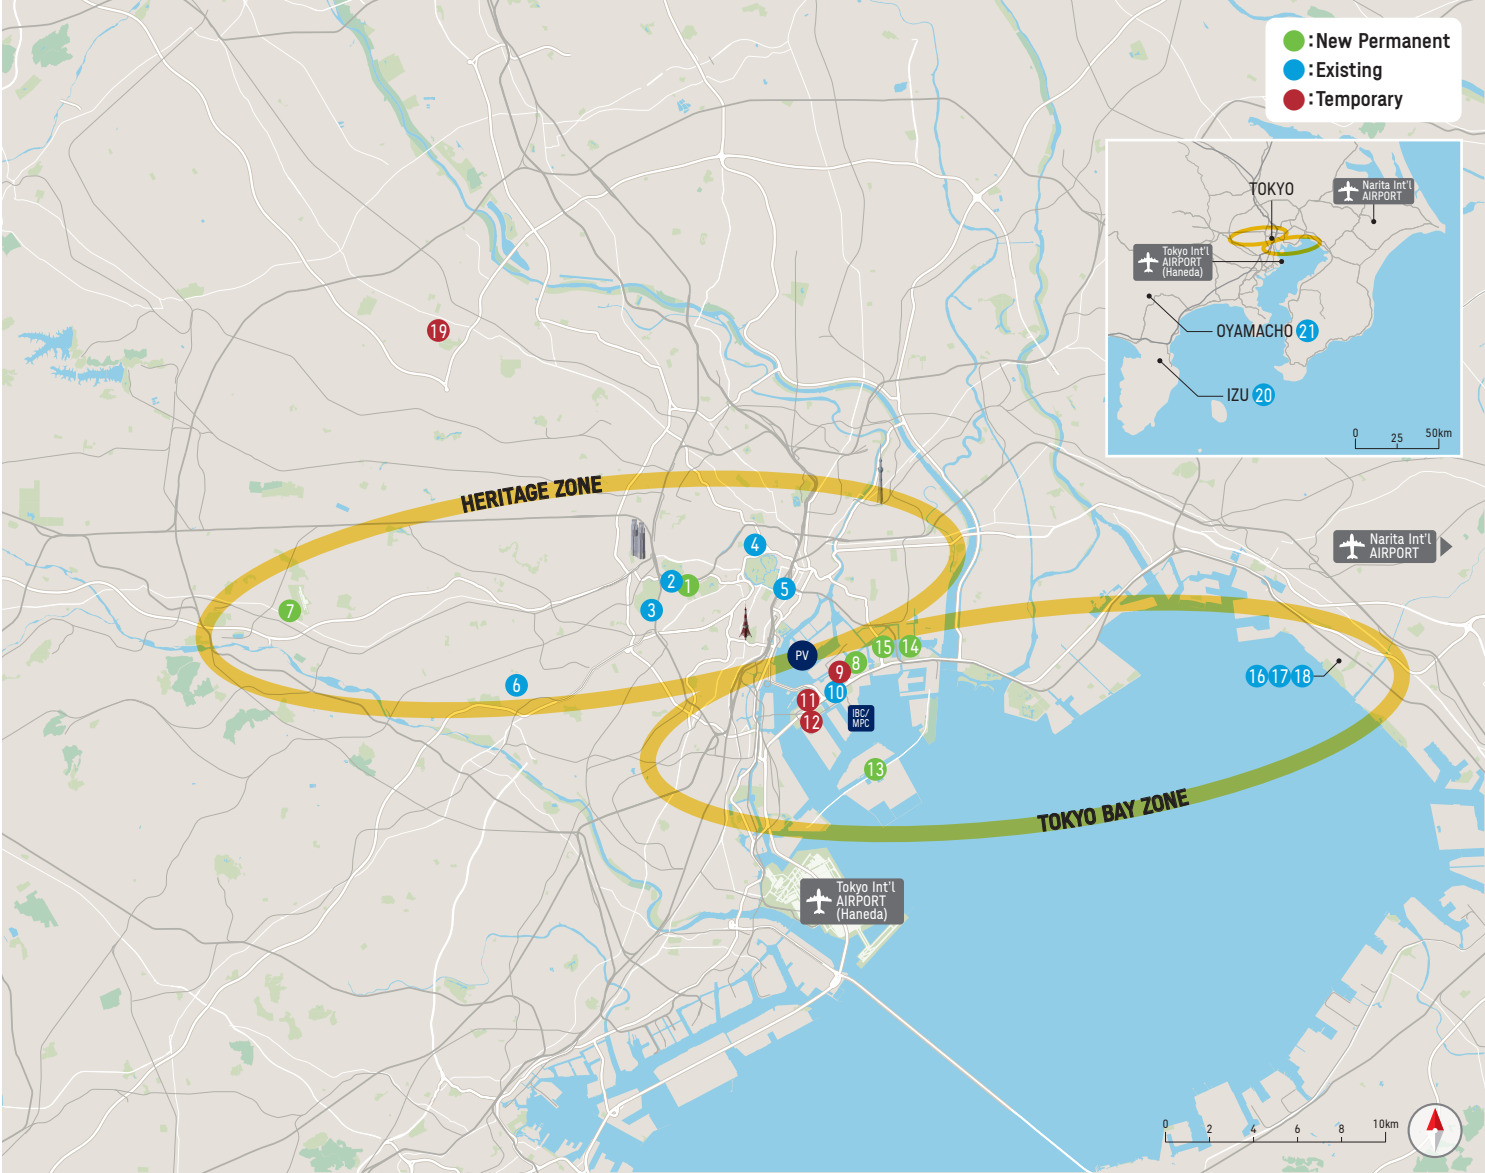 :New Permanent
:Existing
:Temporary
TOKYO
Narita Int'l
AIRPORT
Tokyo Int'l
AIRPORT
(Haneda)
OYAMACHO 21
IZU 20
0 25 50km
19
HERITAGE ZONE
4
Narita Int'l
AIRPORT
2 1 5
7 3
15 14
PV
8
9
16 17 18
6
10
11
IBC/
MPC
12
13
TOKYO BAY ZONE
Tokyo Int'l
AIRPORT
(Haneda)
0 2 4 6 8 10km